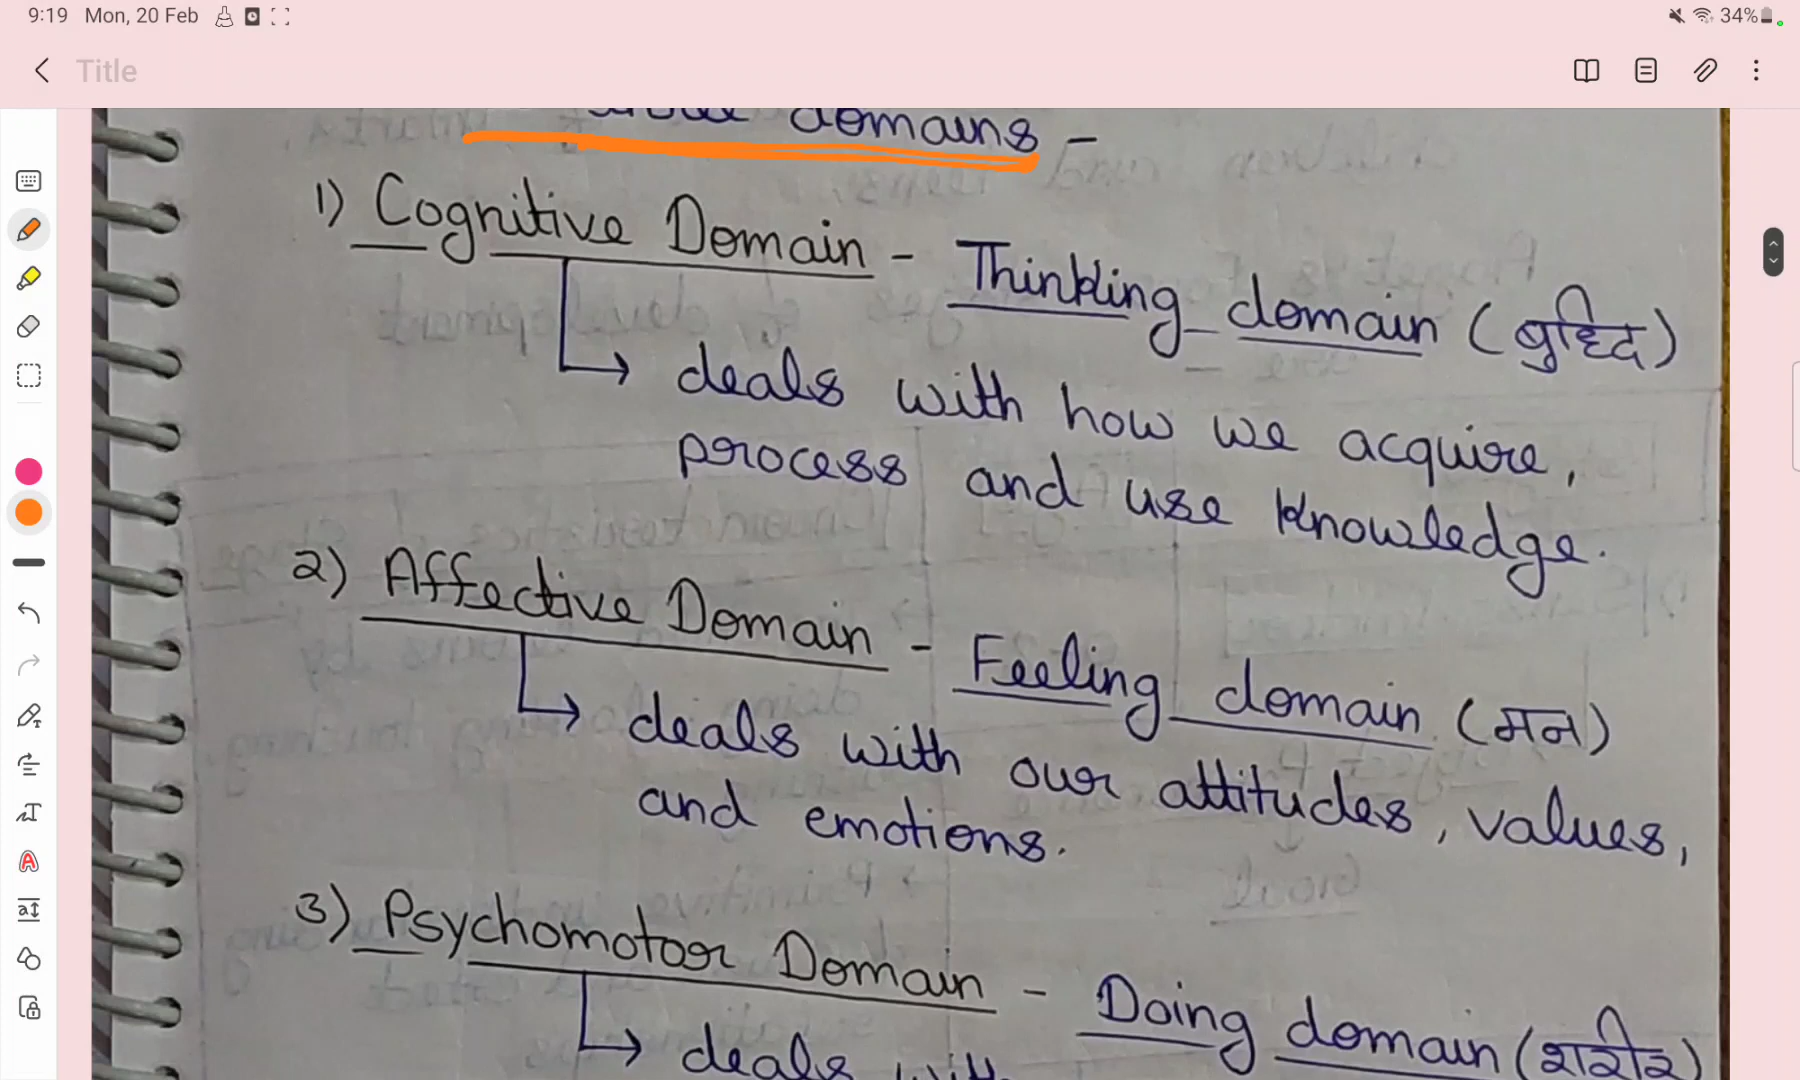 9:19 Mon, 20 Feb
34%
Title
domains -
1) Cognitive Domain - Thinking domain (बुद्धि)
deals with how we acquire,
process and use knowledge.
2) Affective Domain - Feeling domain (मन)
deals with our attitudes, values,
and emotions.
3) Psychomotor Domain - Doing domain (शरीर)
deals with